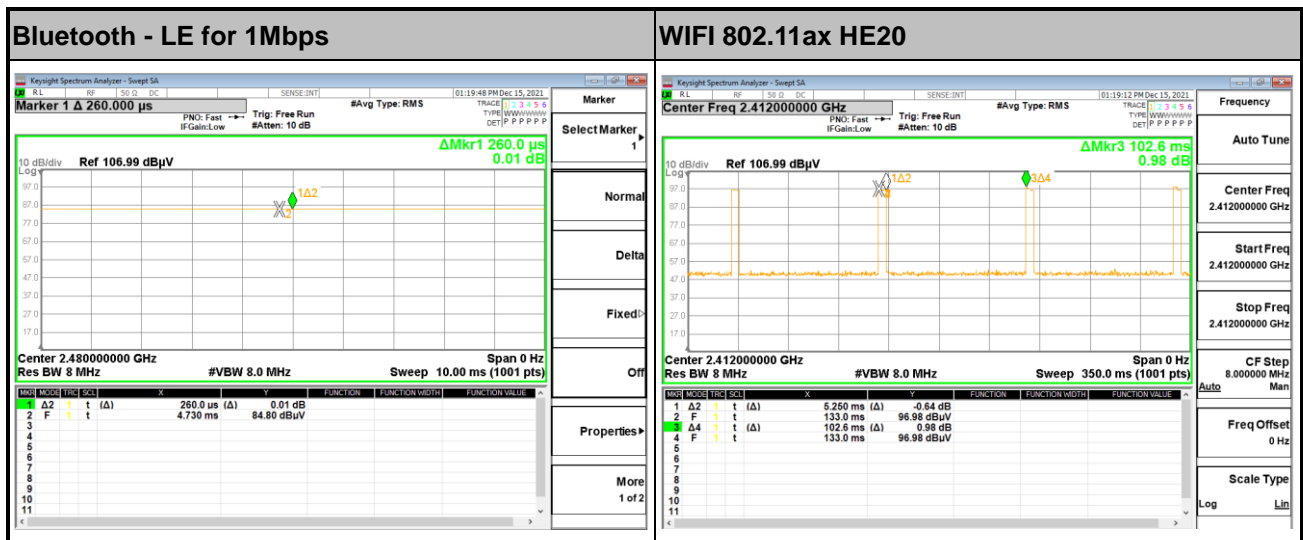 Bluetooth - LE for 1Mbps
WIFI 802.11ax HE20
Keysight Spectrum Analyzer - Swept SA
RL RF 50 Ω DC SENSE:INT 01:19:48 PM Dec 15, 2021
Marker 1 Δ 260.000 µs
#Avg Type: RMS
TRACE 1 2 3 4 5 6
PNO: Fast
Trig: Free Run
TYPE WWWWWW
IFGain:Low
#Atten: 10 dB
DET P P P P P P
ΔMkr1 260.0 µs
0.01 dB
10 dB/div Ref 106.99 dBµV
Log
97.0
87.0
77.0
67.0
57.0
47.0
37.0
27.0
17.0
1Δ2
X2
Center 2.480000000 GHz Span 0 Hz
Res BW 8 MHz #VBW 8.0 MHz Sweep 10.00 ms (1001 pts)
MKR MODE TRC SCL X Y FUNCTION FUNCTION WIDTH FUNCTION VALUE
1 Δ2 1 t (Δ) 260.0 µs (Δ) 0.01 dB
2 F 1 t 4.730 ms 84.80 dBµV
3
4
5
6
7
8
9
10
11
Marker
Select Marker
1
Normal
Delta
Fixed
Off
Properties
More
1 of 2
Keysight Spectrum Analyzer - Swept SA
RL RF 50 Ω DC SENSE:INT 01:19:12 PM Dec 15, 2021
Center Freq 2.412000000 GHz
#Avg Type: RMS
TRACE 1 2 3 4 5 6
PNO: Fast
Trig: Free Run
TYPE WWWWWW
IFGain:Low
#Atten: 10 dB
DET P P P P P P
ΔMkr3 102.6 ms
0.98 dB
10 dB/div Ref 106.99 dBµV
Log
97.0
87.0
77.0
67.0
57.0
47.0
37.0
27.0
17.0
1Δ2
3Δ4
Center 2.412000000 GHz Span 0 Hz
Res BW 8 MHz #VBW 8.0 MHz Sweep 350.0 ms (1001 pts)
MKR MODE TRC SCL X Y FUNCTION FUNCTION WIDTH FUNCTION VALUE
1 Δ2 1 t (Δ) 5.250 ms (Δ) -0.64 dB
2 F 1 t 133.0 ms 96.98 dBµV
3 Δ4 1 t (Δ) 102.6 ms (Δ) 0.98 dB
4 F 1 t 133.0 ms 96.98 dBµV
5
6
7
8
9
10
11
Frequency
Auto Tune
Center Freq
2.412000000 GHz
Start Freq
2.412000000 GHz
Stop Freq
2.412000000 GHz
CF Step
8.000000 MHz
Auto Man
Freq Offset
0 Hz
Scale Type
Log Lin